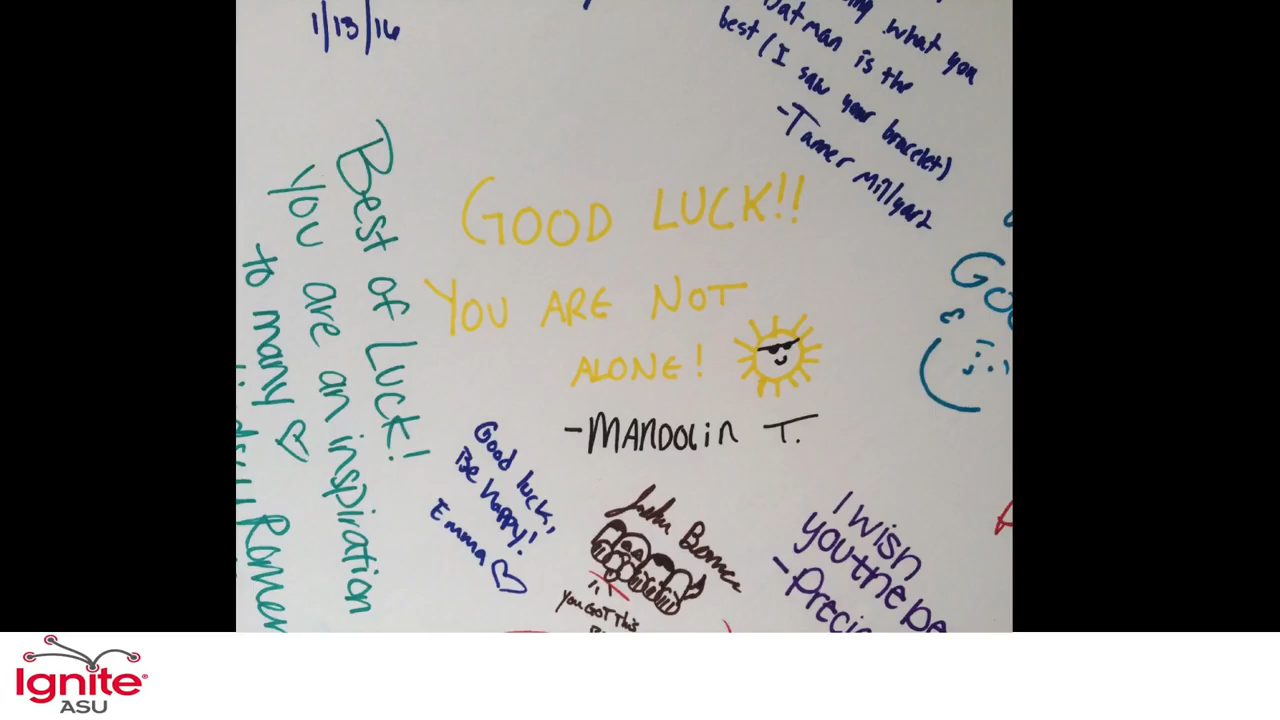 1/13/16
what you
Batman is the
best (I saw your bracelet)
-Tanner Millyarz
Best of Luck!
You are an inspiration
to many ♡
GOOD LUCK!!
YOU ARE NOT
ALONE!
-MANDOLIN T.
Good luck,
Be Happy!
Emma ♡
YOU GOT THIS
I wish
you the be
-Preci
Ignite
ASU